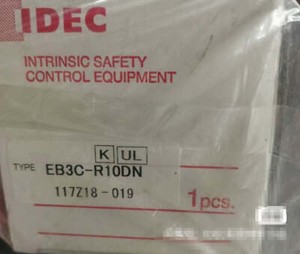 IDEC
INTRINSIC SAFETY
CONTROL EQUIPMENT
K UL
TYPE EB3C-R10DN
117Z18-019
1pcs.